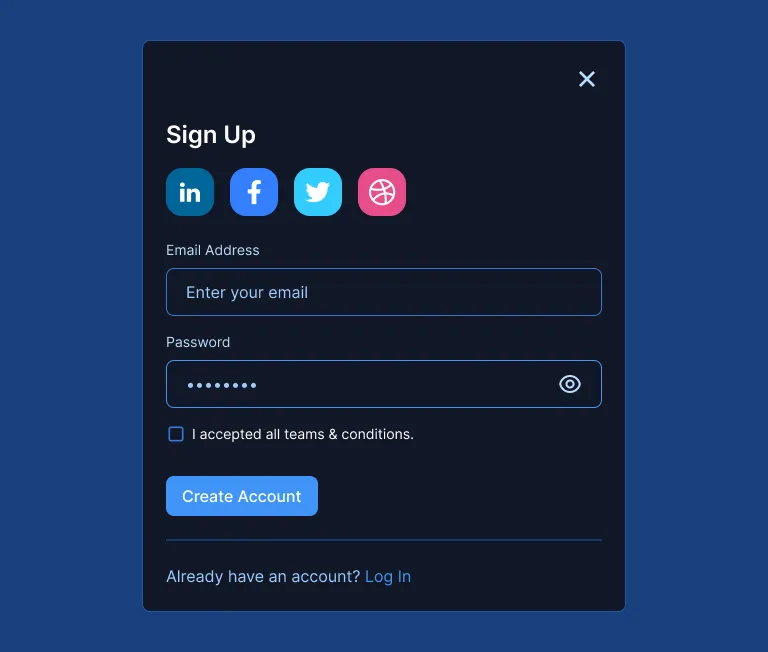 Sign Up
in
Email Address
Enter your email
Password
I accepted all teams & conditions.
Create Account
Already have an account? Log In